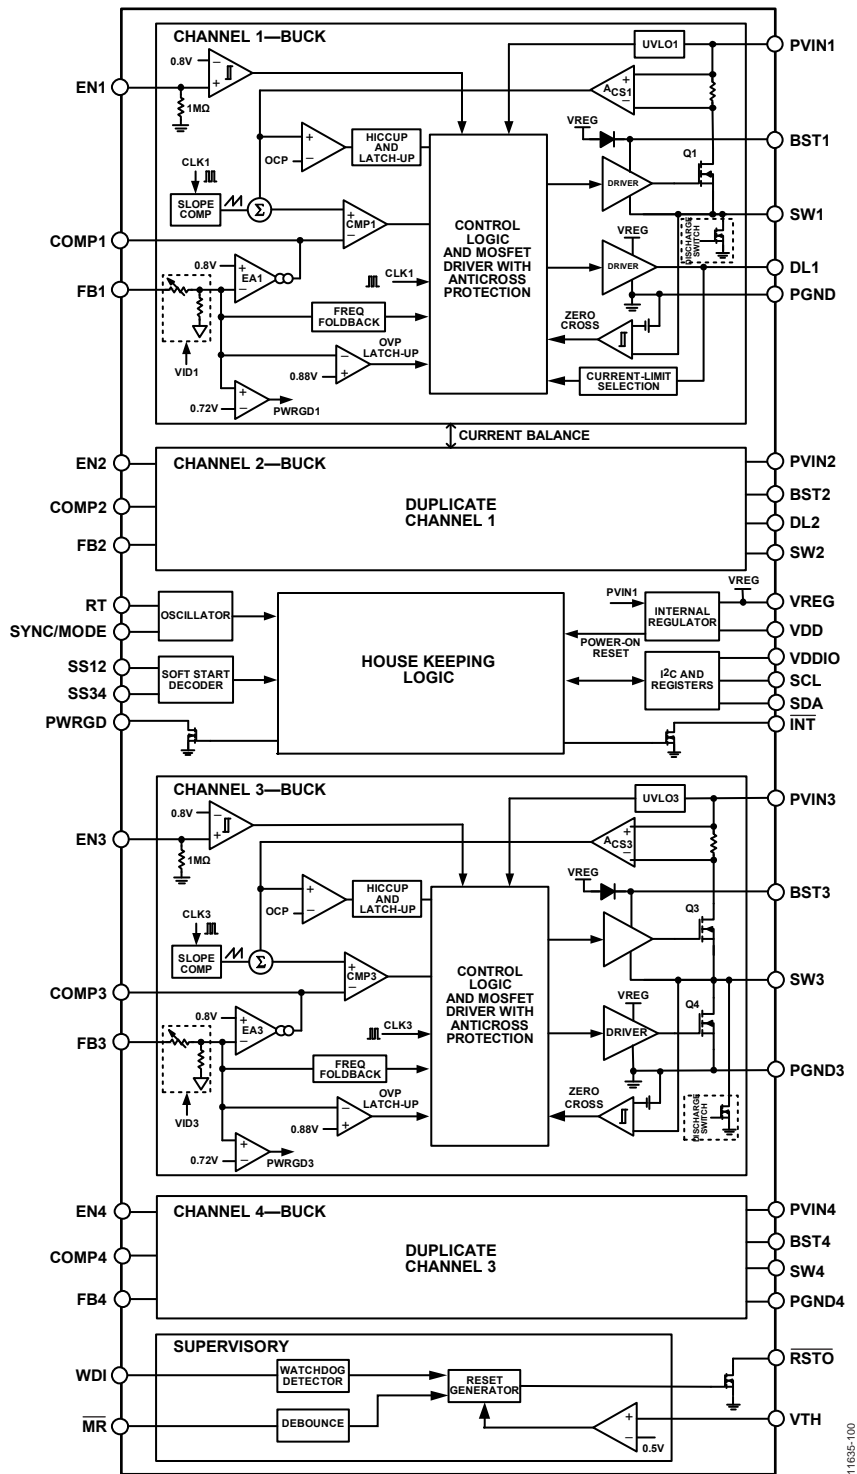 CHANNEL 1—BUCK
0.8V
UVLO1
PVIN1
EN1
1MΩ
ACS1
VREG
BST1
HICCUP
AND
LATCH-UP
OCP
Q1
CLK1
DRIVER
SLOPE
COMP
Σ
CMP1
SW1
CONTROL
LOGIC
AND MOSFET
DRIVER WITH
ANTICROSS
PROTECTION
VREG
DISCHARGE
SWITCH
COMP1
0.8V
EA1
CLK1
DRIVER
DL1
FB1
PGND
FREQ
FOLDBACK
ZERO
CROSS
OVP
LATCH-UP
VID1
0.88V
CURRENT-LIMIT
SELECTION
0.72V
PWRGD1
CURRENT BALANCE
EN2
CHANNEL 2—BUCK
PVIN2
COMP2
DUPLICATE
CHANNEL 1
BST2
DL2
FB2
SW2
VREG
RT
OSCILLATOR
PVIN1
INTERNAL
REGULATOR
VREG
SYNC/MODE
VDD
POWER-ON
RESET
HOUSE KEEPING
LOGIC
SS12
SOFT START
DECODER
VDDIO
I2C AND
REGISTERS
SCL
SS34
SDA
PWRGD
INT
CHANNEL 3—BUCK
0.8V
UVLO3
PVIN3
EN3
1MΩ
ACS3
VREG
BST3
HICCUP
AND
LATCH-UP
OCP
Q3
CLK3
SLOPE
COMP
Σ
CMP3
SW3
CONTROL
LOGIC
AND MOSFET
DRIVER WITH
ANTICROSS
PROTECTION
COMP3
VREG
Q4
0.8V
EA3
CLK3
DRIVER
FB3
FREQ
FOLDBACK
PGND3
ZERO
CROSS
OVP
LATCH-UP
DISCHARGE
SWITCH
VID3
0.88V
0.72V
PWRGD3
EN4
CHANNEL 4—BUCK
PVIN4
BST4
COMP4
DUPLICATE
CHANNEL 3
SW4
FB4
PGND4
SUPERVISORY
RSTO
WDI
WATCHDOG
DETECTOR
RESET
GENERATOR
MR
DEBOUNCE
VTH
0.5V
11635-100